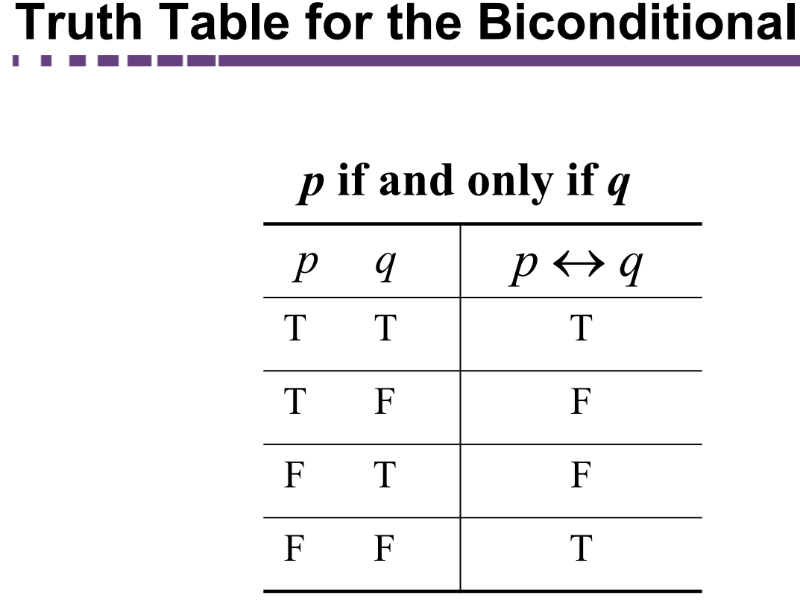 Truth Table for the Biconditional
p if and only if q
p q p ↔ q
T T T
T F F
F T F
F F T